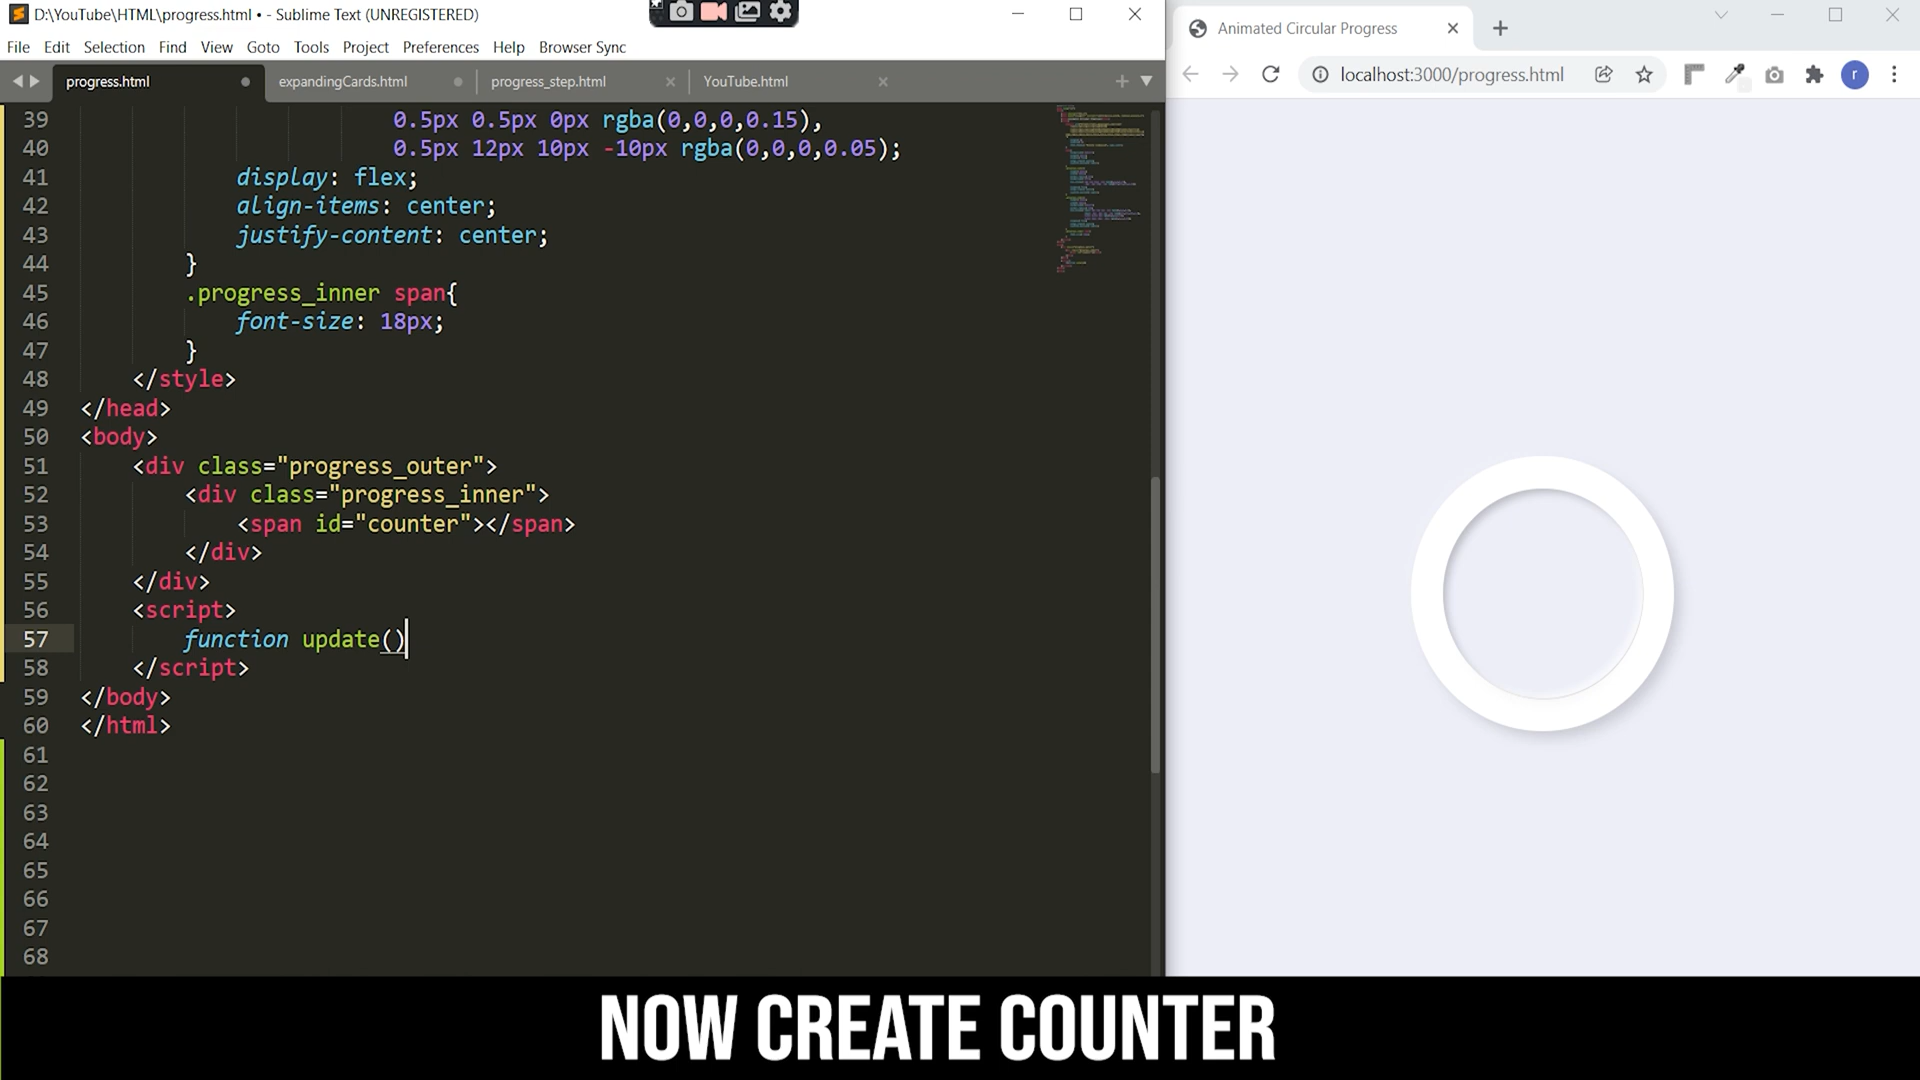 D:\YouTube\HTML\progress.html • - Sublime Text (UNREGISTERED)
File Edit Selection Find View Goto Tools Project Preferences Help Browser Sync
progress.html expandingCards.html progress_step.html YouTube.html
39 0.5px 0.5px 0px rgba(0,0,0,0.15),
40 0.5px 12px 10px -10px rgba(0,0,0,0.05);
41 display: flex;
42 align-items: center;
43 justify-content: center;
44 }
45 .progress_inner span{
46 font-size: 18px;
47 }
48 </style>
49 </head>
50 <body>
51 <div class="progress_outer">
52 <div class="progress_inner">
53 <span id="counter"></span>
54 </div>
55 </div>
56 <script>
57 function update()
58 </script>
59 </body>
60 </html>
61
62
63
64
65
66
67
68
Animated Circular Progress
localhost:3000/progress.html
r
NOW CREATE COUNTER